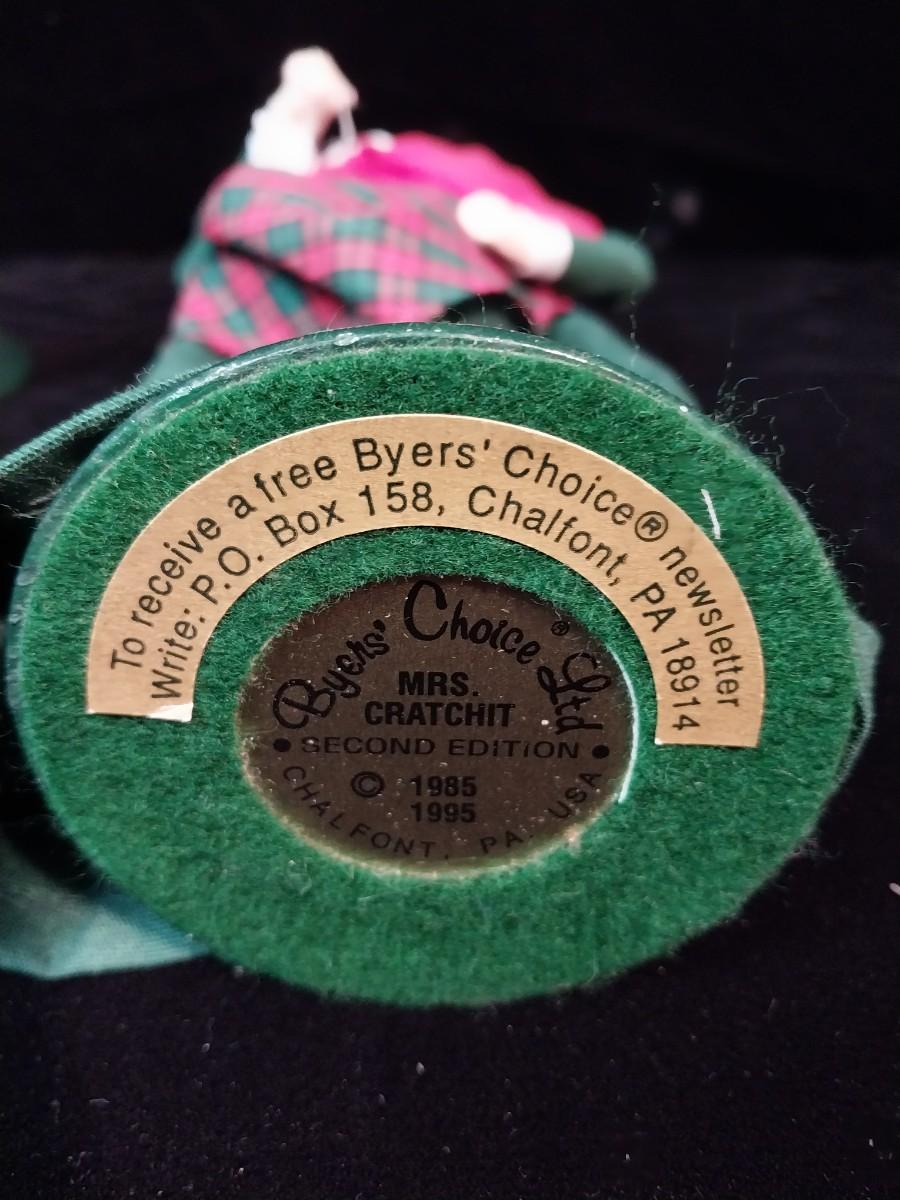 To receive a free Byers' Choice® newsletter
Write: P.O. Box 158, Chalfont, PA 18914
Byers' Choice Ltd ®
MRS.
CRATCHIT
• SECOND EDITION •
© 1985
1995
CHALFONT, PA. USA